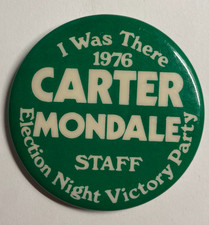 I Was There
1976
CARTER
MONDALE
STAFF
Election Night Victory Party